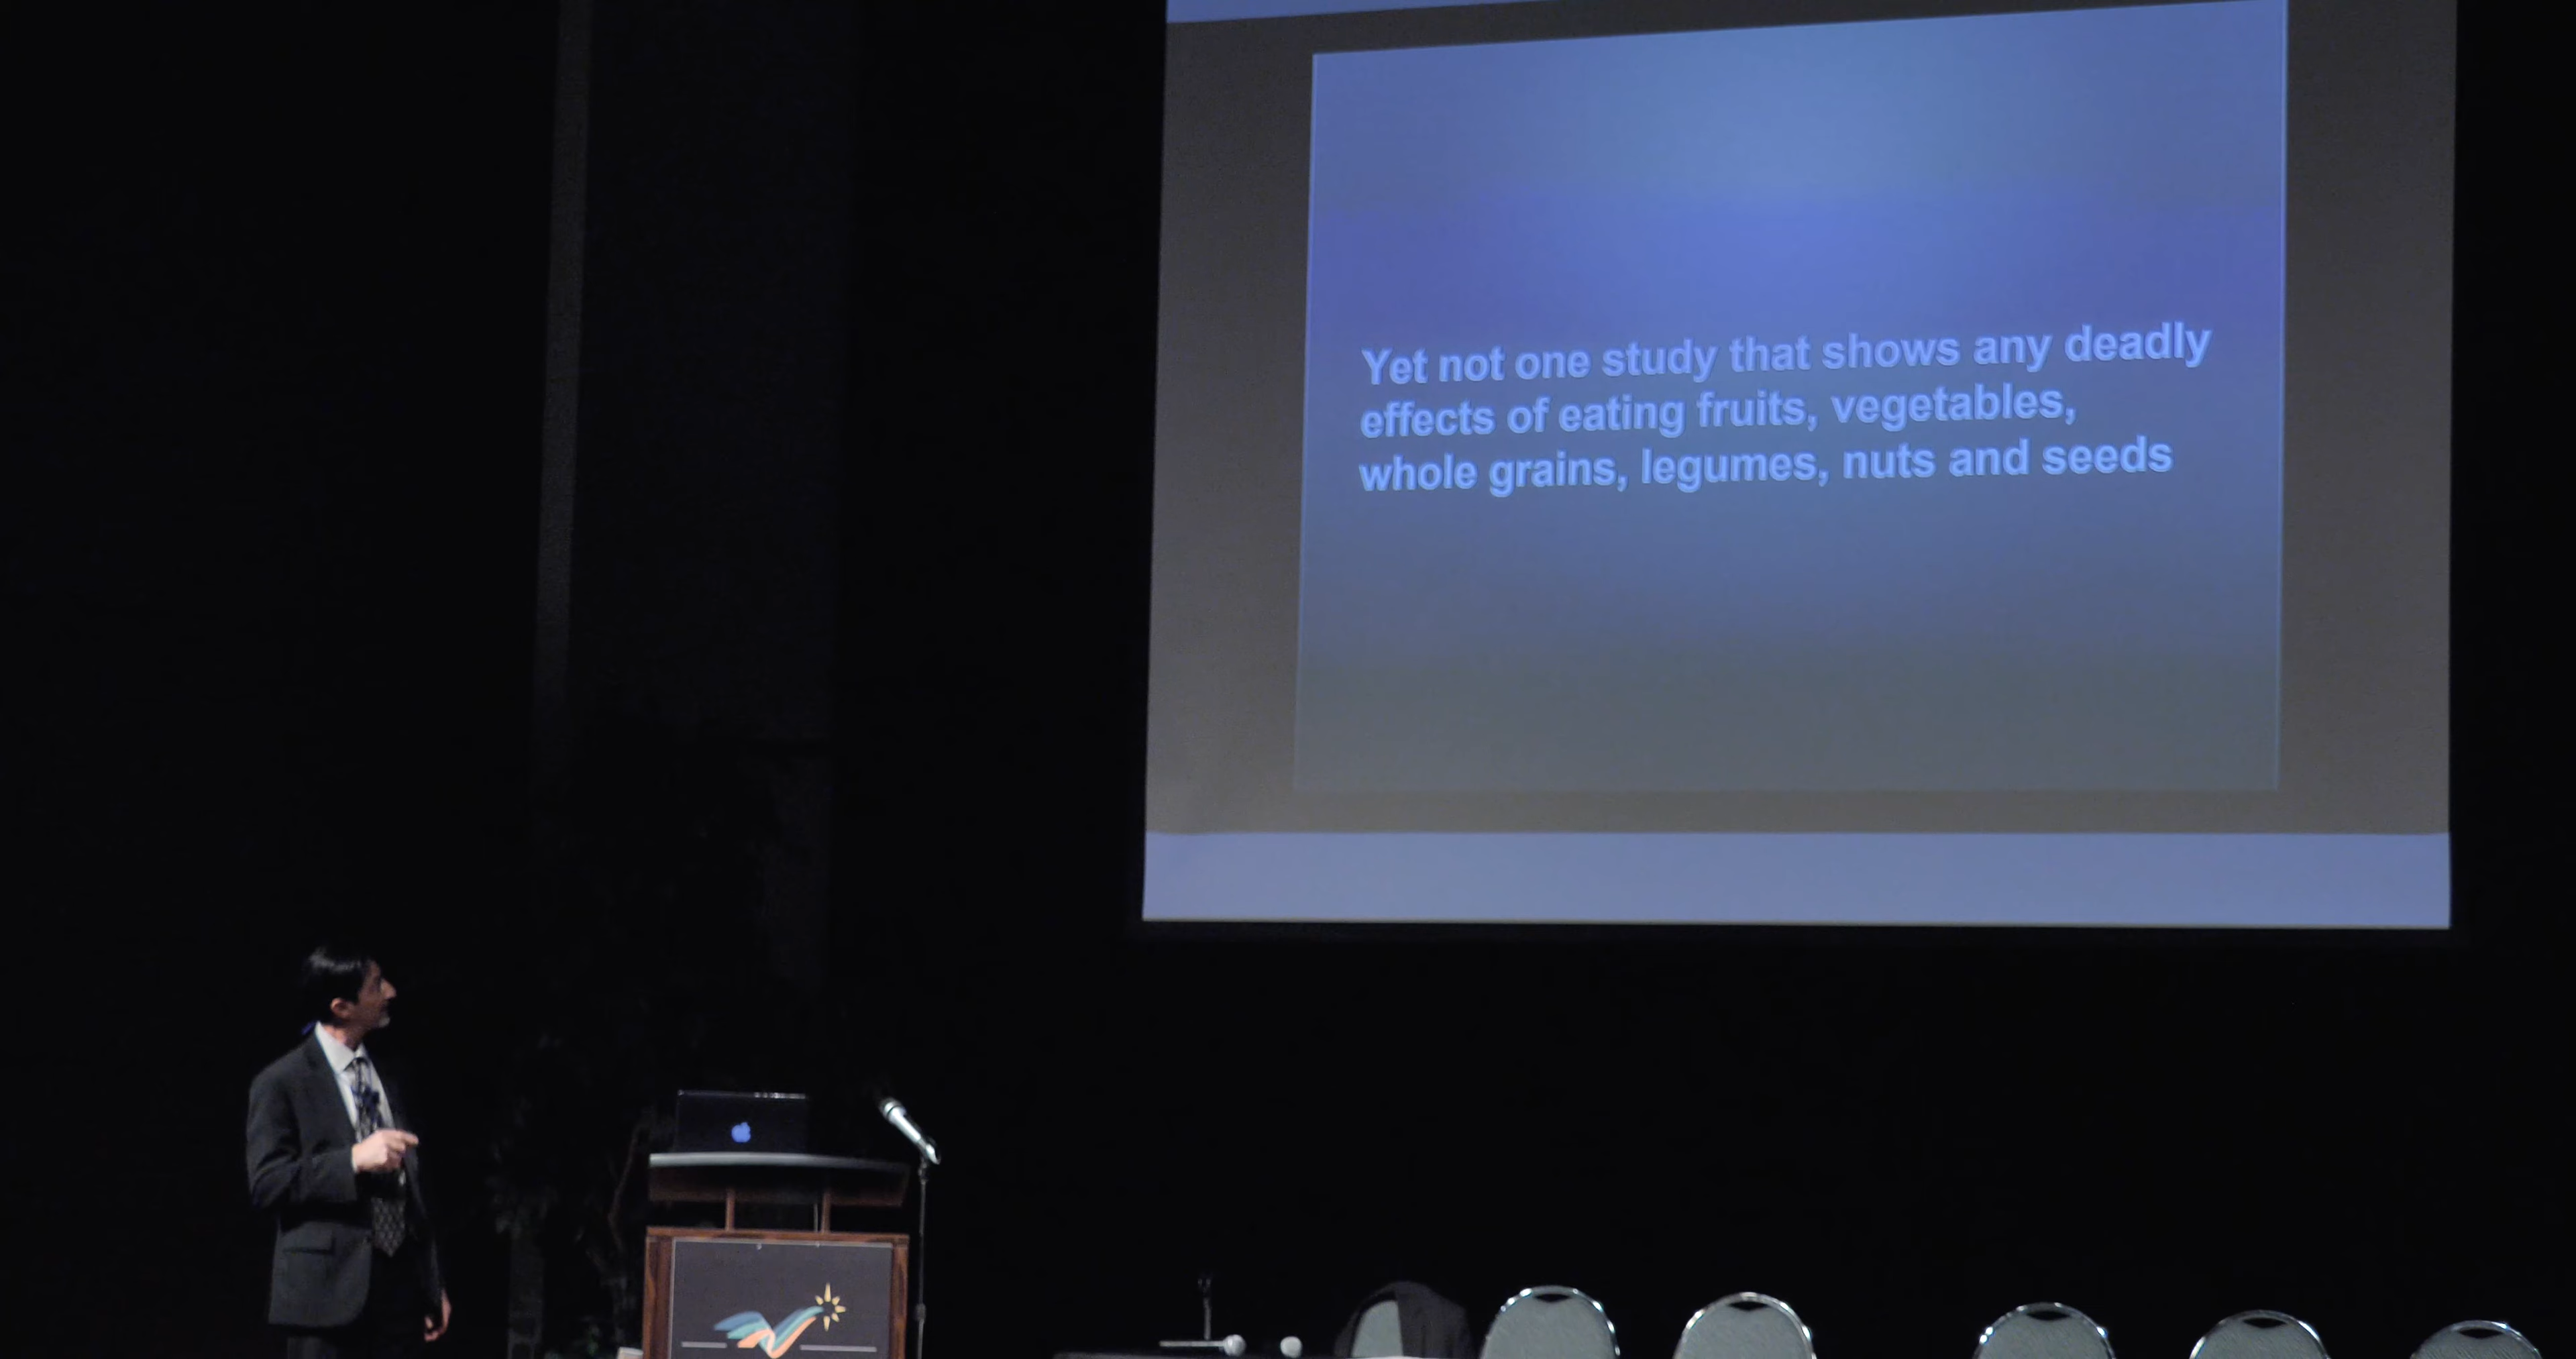 Yet not one study that shows any deadly
effects of eating fruits, vegetables,
whole grains, legumes, nuts and seeds